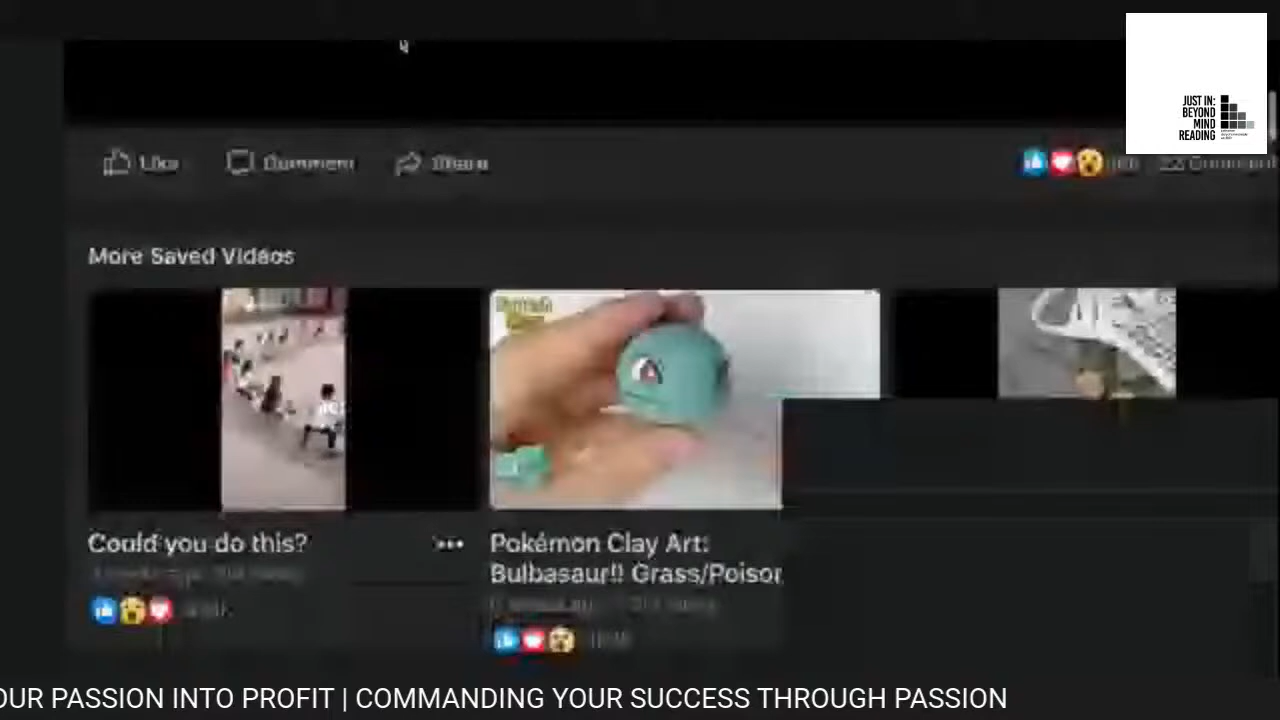 JUST IN:
BEYOND
MIND
READING
Like
Comment
Share
Comment
More Saved Videos
Could you do this?
Pokémon Clay Art:
Bulbasaur!! Grass/Poison
OUR PASSION INTO PROFIT | COMMANDING YOUR SUCCESS THROUGH PASSION